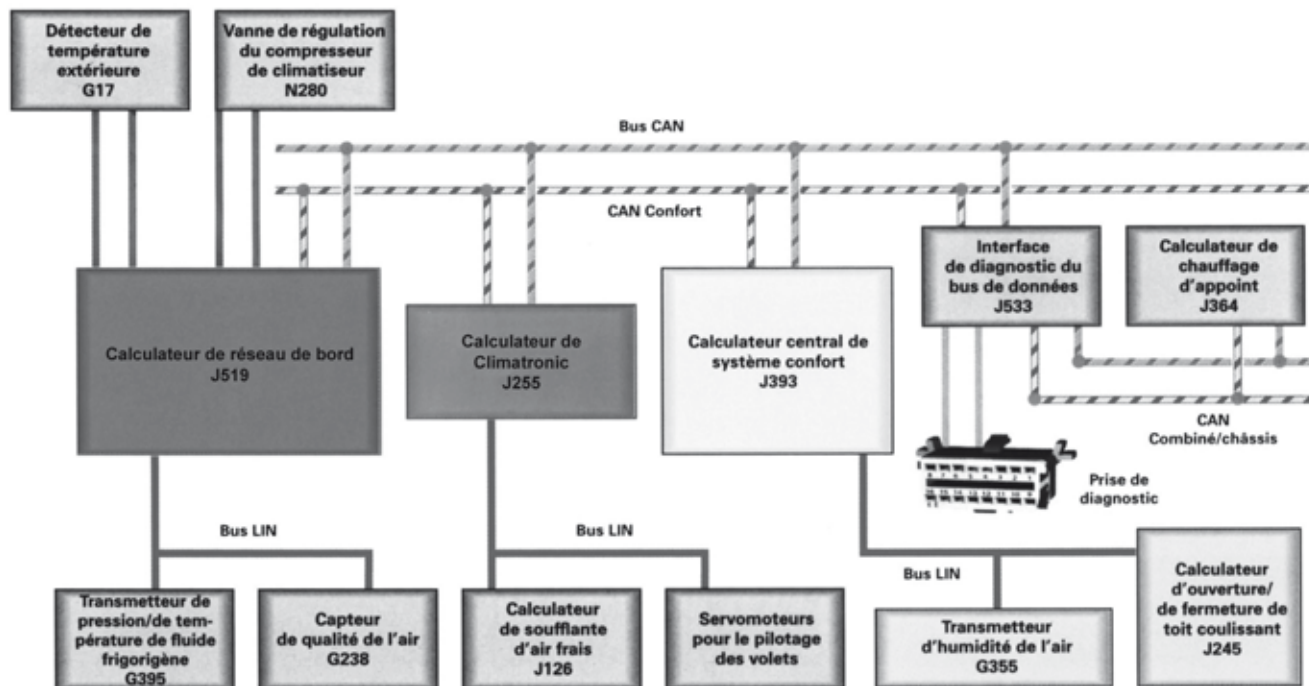 Détecteur de
température
extérieure
G17
Vanne de régulation
du compresseur
de climatiseur
N280
Bus CAN
CAN Confort
Interface
de diagnostic du
bus de données
J533
Calculateur de
chauffage
d'appoint
J364
Calculateur de réseau de bord
J519
Calculateur de
Climatronic
J255
Calculateur central de
système confort
J393
CAN
Combiné/châssis
Prise de
diagnostic
Bus LIN
Bus LIN
Bus LIN
Transmetteur de
pression/de tem-
pérature de fluide
frigorigène
G395
Capteur
de qualité de l'air
G238
Calculateur
de soufflante
d'air frais
J126
Servomoteurs
pour le pilotage
des volets
Transmetteur
d'humidité de l'air
G355
Calculateur
d'ouverture/
de fermeture de
toit coulissant
J245